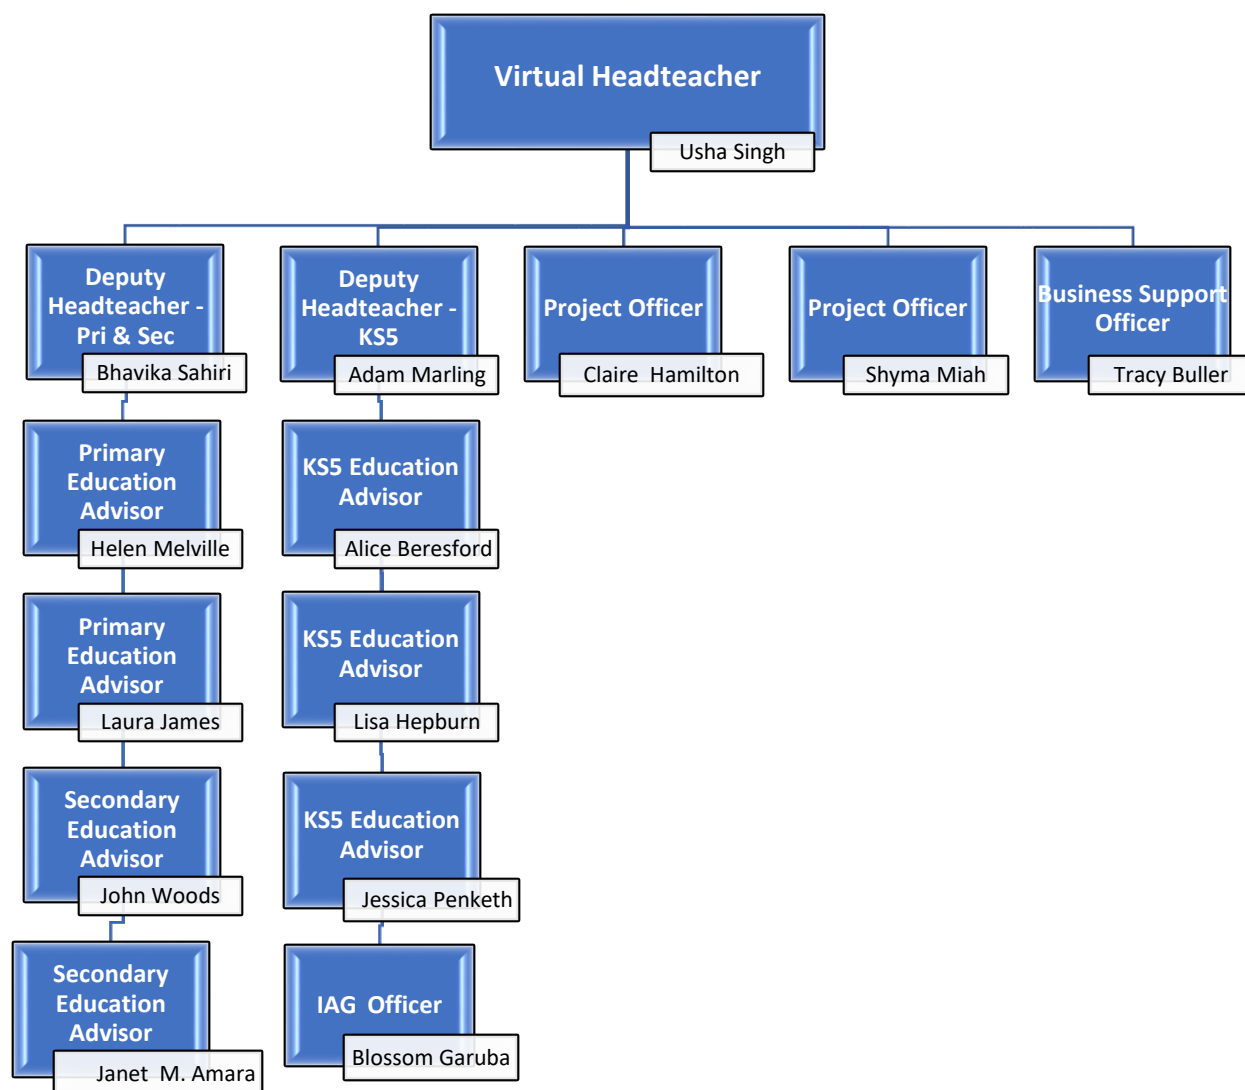 Virtual Headteacher
Usha Singh
Deputy
Headteacher -
Pri & Sec
Bhavika Sahiri
Deputy
Headteacher -
KS5
Adam Marling
Project Officer
Claire Hamilton
Project Officer
Shyma Miah
Business Support
Officer
Tracy Buller
Primary
Education
Advisor
Helen Melville
KS5 Education
Advisor
Alice Beresford
Primary
Education
Advisor
Laura James
KS5 Education
Advisor
Lisa Hepburn
Secondary
Education
Advisor
John Woods
KS5 Education
Advisor
Jessica Penketh
Secondary
Education
Advisor
Janet M. Amara
IAG Officer
Blossom Garuba